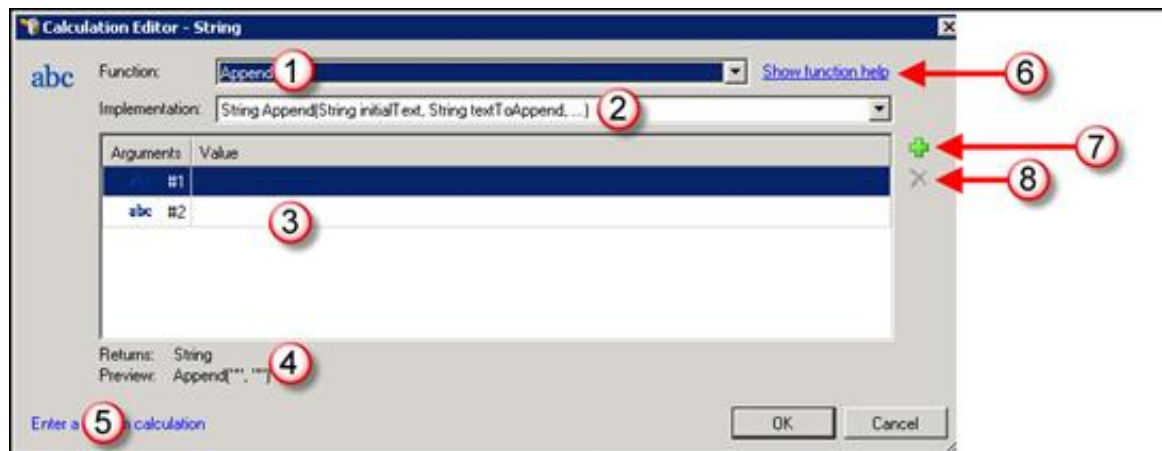 Calculation Editor - String
abc Function: Append 1 Show function help 6
Implementation: String Append(String initialText, String textToAppend, ...) 2
Arguments Value 7
#1 8
abc #2 3
Returns: String
Preview: Append("", "") 4
Enter a 5 calculation
OK Cancel